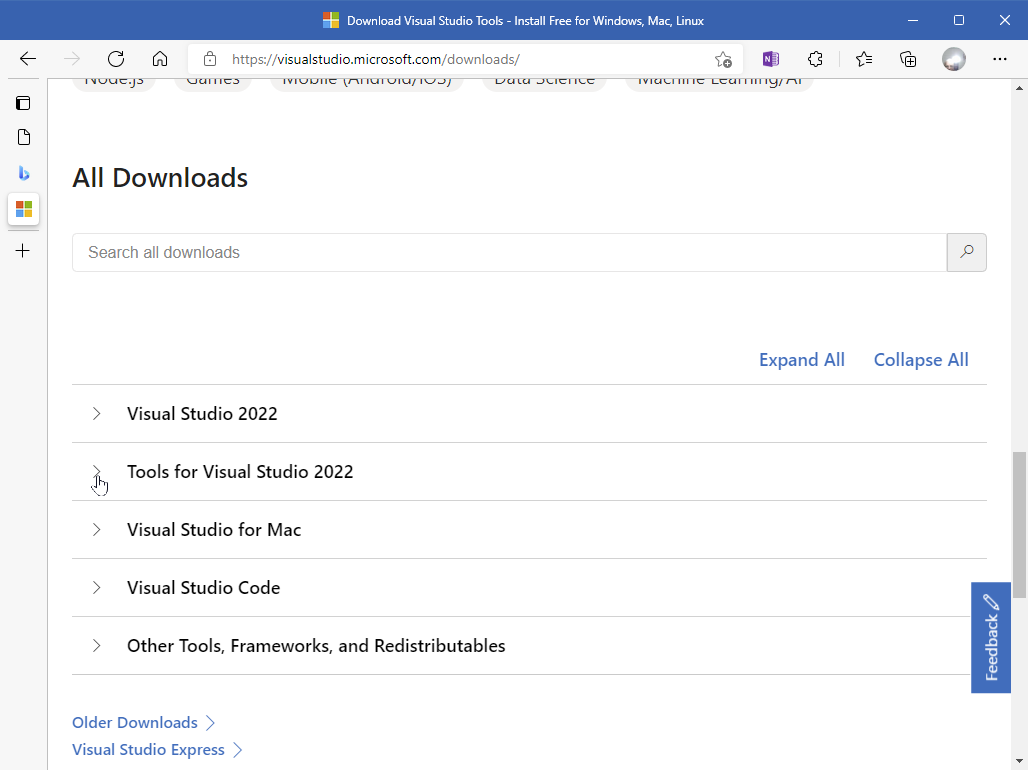 Download Visual Studio Tools - Install Free for Windows, Mac, Linux
https://visualstudio.microsoft.com/downloads/
Node.js Games Mobile (Android/iOS) Data Science Machine Learning/AI
All Downloads
Search all downloads
Expand All Collapse All
Visual Studio 2022
Tools for Visual Studio 2022
Visual Studio for Mac
Visual Studio Code
Other Tools, Frameworks, and Redistributables
Feedback
Older Downloads
Visual Studio Express